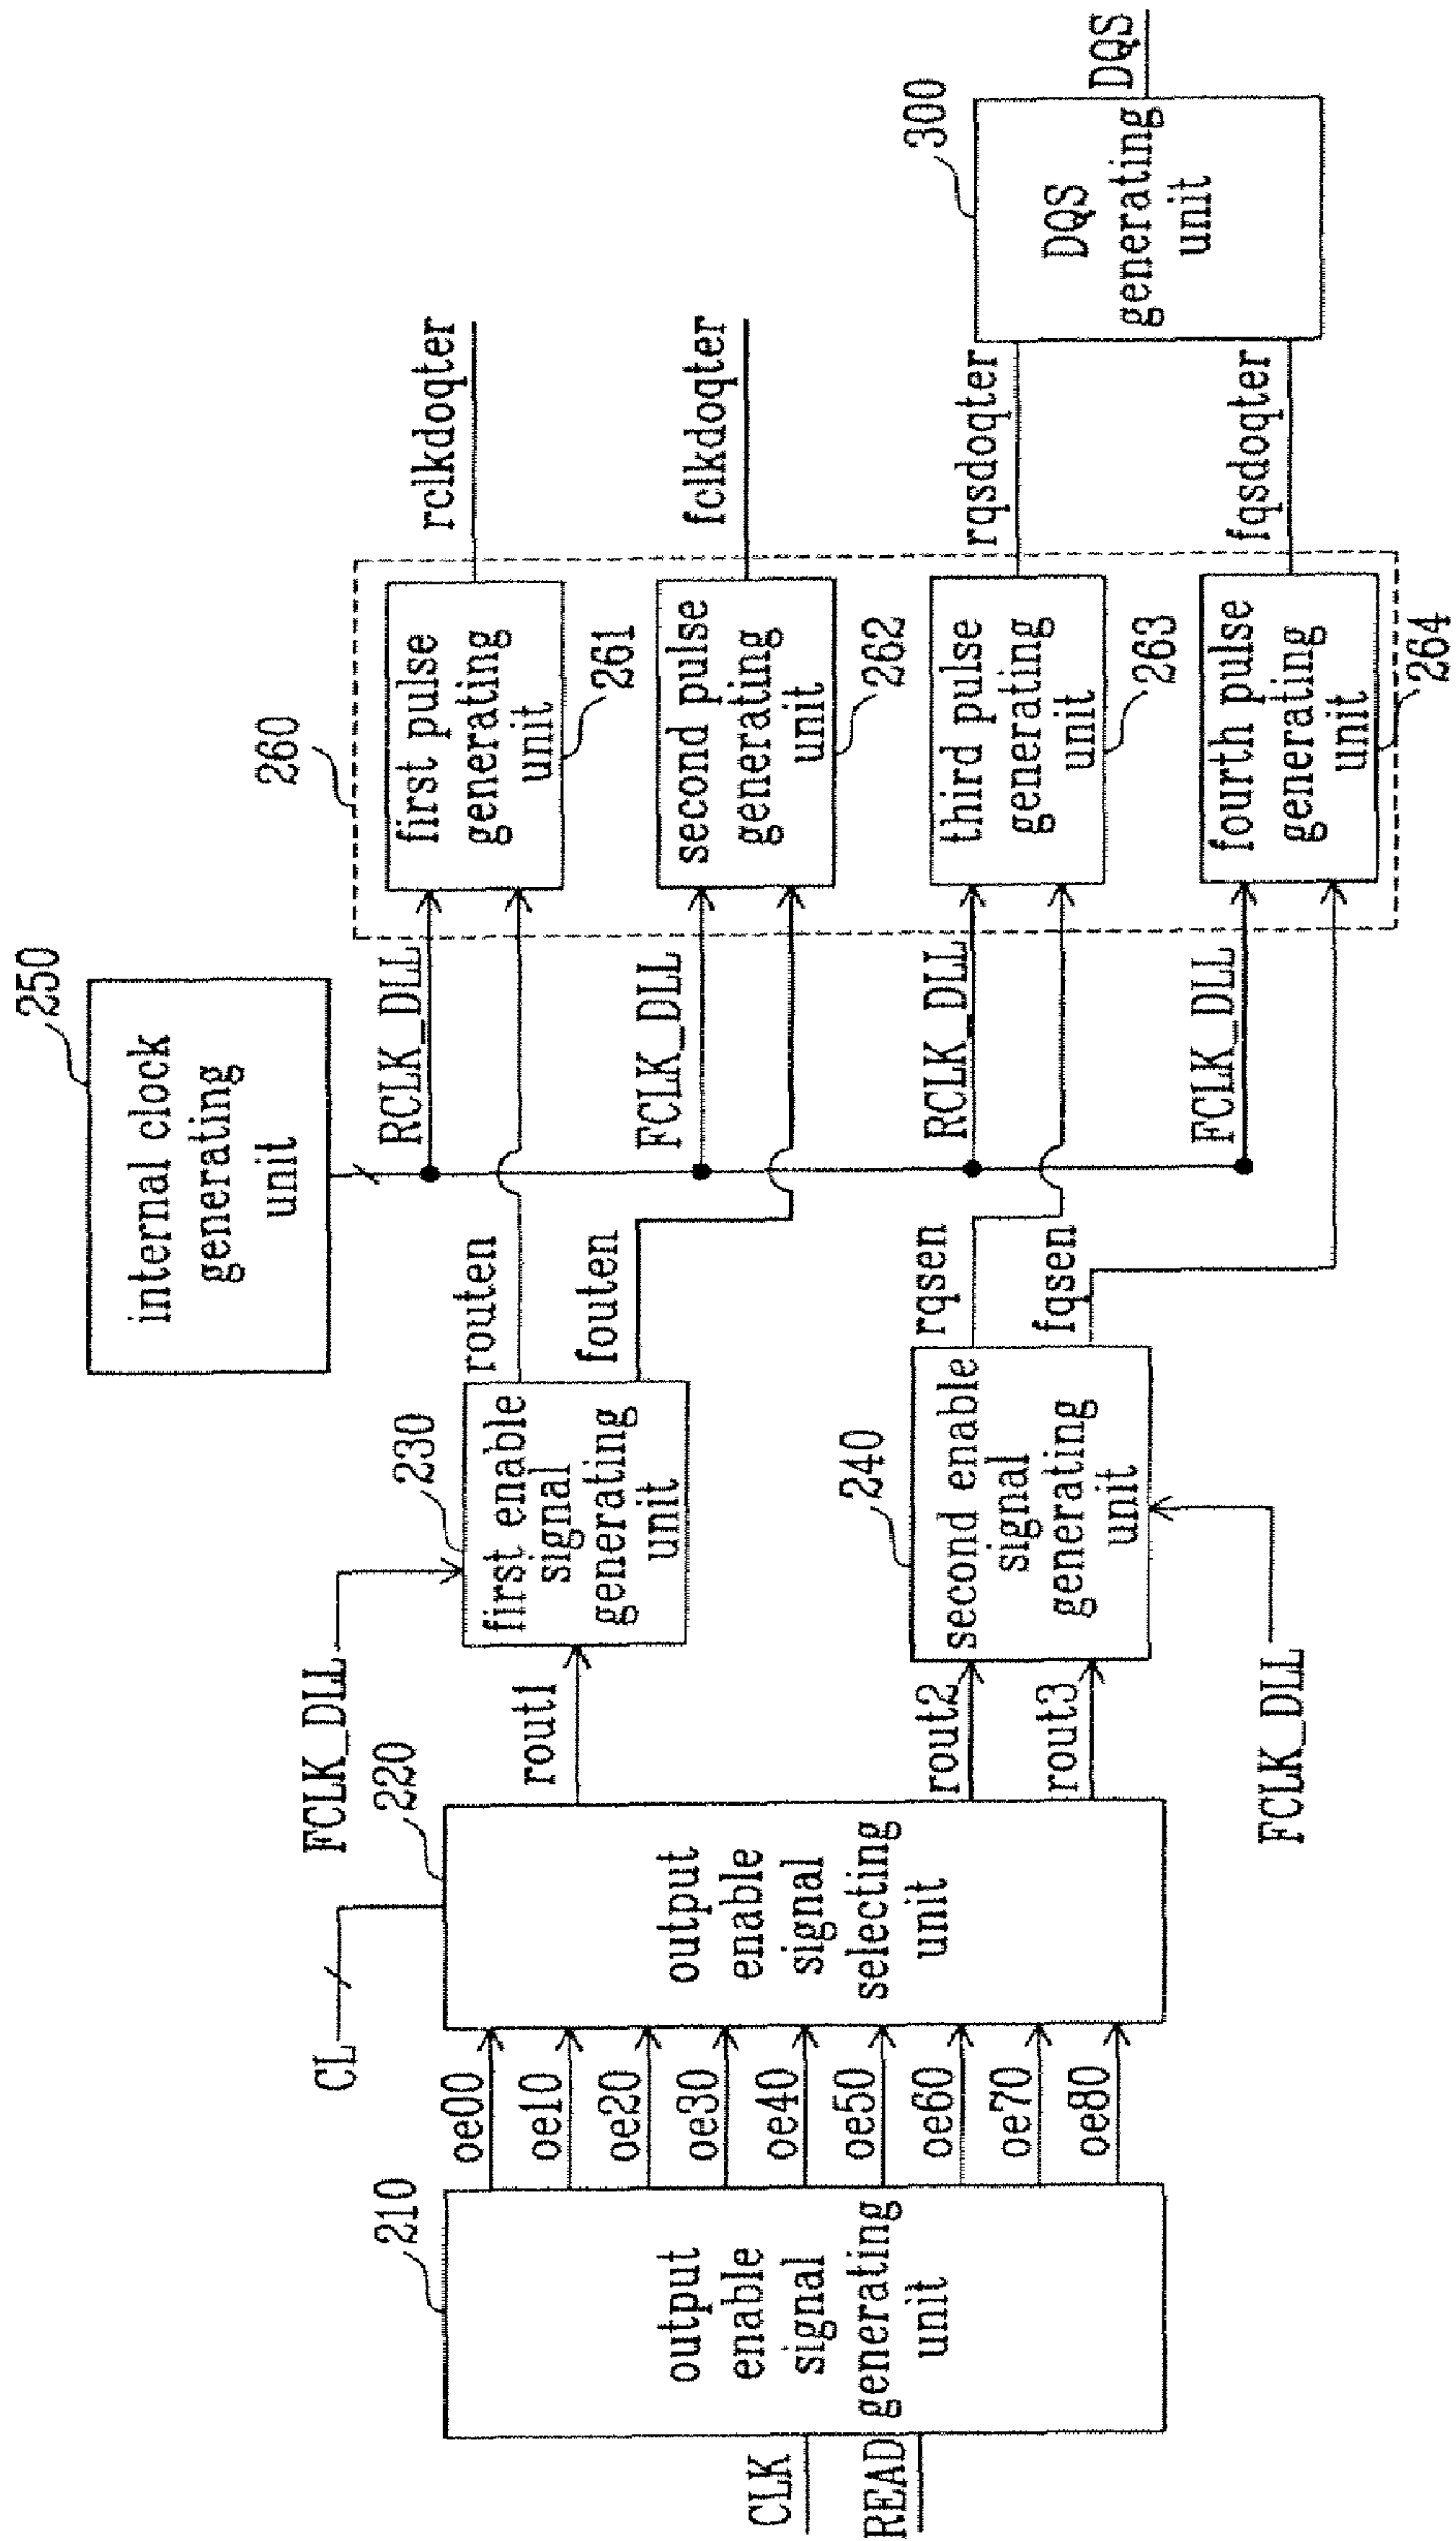 CLK
READ
210
output
enable
signal
generating
unit
oe00
oe10
oe20
oe30
oe40
oe50
oe60
oe70
oe80
CL
220
output
enable
signal
selecting
unit
FCLK_DLL
rout1
rout2
rout3
FCLK_DLL
230
first enable
signal
generating
unit
240
second enable
signal
generating
unit
routen
fouten
rqsen
fqsen
250
internal clock
generating
unit
RCLK_DLL
FCLK_DLL
RCLK_DLL
FCLK_DLL
260
first pulse
generating
unit
261
second pulse
generating
unit
262
third pulse
generating
unit
263
fourth pulse
generating
unit
264
rclkdoqter
fclkdoqter
rqsdoqter
fqsdoqter
300
DQS
generating
unit
DQS